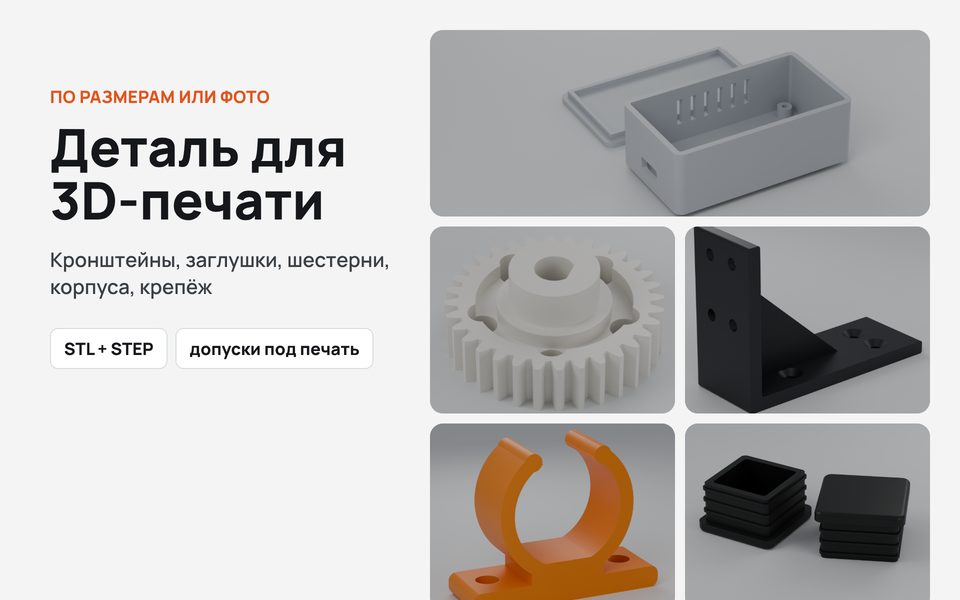 ПО РАЗМЕРАМ ИЛИ ФОТО
Деталь для
3D-печати
Кронштейны, заглушки, шестерни,
корпуса, крепёж
STL + STEP
допуски под печать